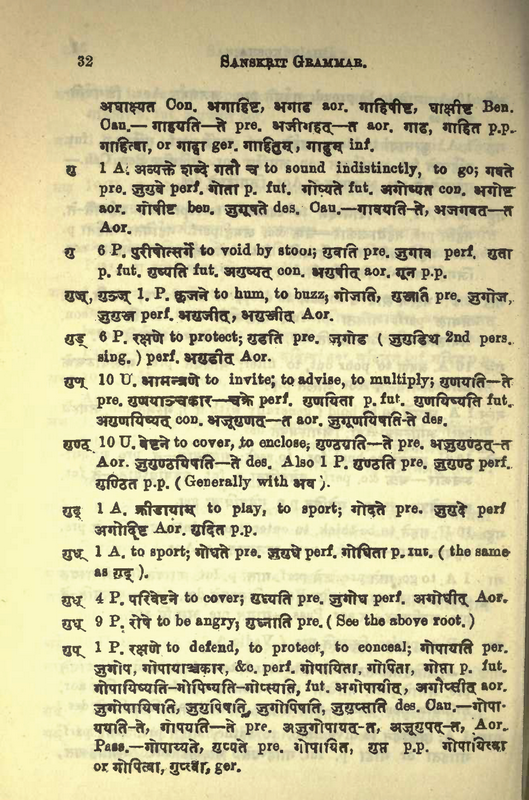 32 SANSKRIT GRAMMAR.
अघाक्ष्यत Con. अगाहिष्ट, अगाढ aor. गाहिषीष्ट, घाक्षीष्ट Ben.
Cau.— गाहयति—ते pre. अजीगहत्—त aor. गाढ, गाहित p.p.
गाहित्वा, or गाढ्वा ger. गाहितुम्, गाढुम् inf.
गु 1 A. अव्यक्ते शब्दे गतौ च to sound indistinctly, to go; गवते
pre. जुगुवे perf. गोता p. fut. गोष्यते fut. अगोष्यत con. अगोष्ट
aor. गोषीष्ट ben. जुगूषते des. Cau.—गावयति-ते, अजगवत्—त
Aor.
गु 6 P. पुरीषोत्सर्गे to void by stool; गुवति pre. जुगाव perf. गुता
p. fut. गुष्यति fut. अगुष्यत् con. अगुषीत् aor. गून p.p.
गुज्, गुञ्ज् 1. P. कूजने to hum, to buzz; गोजति, गुञ्जति pre. जुगोज,
जुगुञ्ज perf. अगुजीत्, अगुञ्जीत् Aor.
गुड् 6 P. रक्षणे to protect; गुडति pre. जुगोड ( जुगुडिथ 2nd pers
sing. ) perf. अगुडीत् Aor.
गुण् 10 U. आमन्त्रणे to invite; to advise, to multiply; गुणयति—ते
pre. गुणयाञ्चकार—चक्रे perf. गुणयिता p. fut. गुणयिष्यति fut.
अगुणयिष्यत् con. अजूगुणत्—त aor. जुगूणयिषति-ते des.
गुण्ठ् 10 U. वेष्टने to cover, to enclose; गुण्ठयति—ते pre. अजुगुण्ठत्-त
Aor. जुगुण्ठयिषति—ते des. Also 1 P. गुण्ठति pre. जुगुण्ठ perf.
गुण्ठित p.p. ( Generally with अव ).
गुद् 1 A. क्रीडायाम् to play, to sport; गोदते pre. जुगुदे perf
अगोदिष्ट Aor. गुदित p.p.
गुध् 1 A. to sport; गोधते pre. जुगुधे perf. गोधिता p. fut. ( the same
as गुद् ).
गुध् 4 P. परिवेष्टने to cover; गुध्यति pre. जुगोध perf. अगोधीत् Aor.
गुध् 9 P. रोषे to be angry; गुध्नाति pre. ( See the above root. )
गुप् 1 P. रक्षणे to defend, to protect, to conceal; गोपायति per.
जुगोप, गोपायाञ्चकार, &c. perf. गोपायिता, गोपिता, गोप्ता p. fut.
गोपायिष्यति-गोपिष्यति-गोप्स्यति, fut. अगोपायीत्, अगौप्सीत् aor.
जुगोपायिषति, जुगुपिषति, जुगोपिषति, जुगुप्सति des. Cau.—गोपा-
ययति-ते, गोपयति—ते pre. अजुगोपायत्-त, अजूगुपत्-त, Aor.
Pass.—गोपाय्यते, गुप्यते pre. गोपायित, गुप्त p.p. गोपायित्वा
or गोपित्वा, गुप्त्वा, ger.